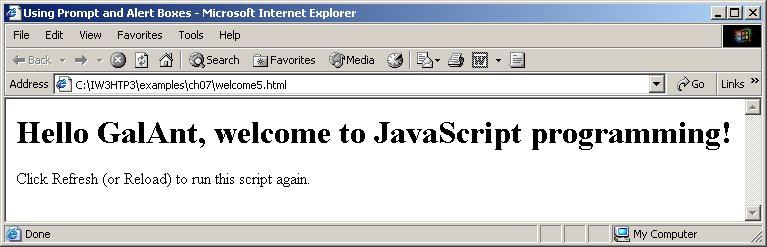 Using Prompt and Alert Boxes - Microsoft Internet Explorer
File Edit View Favorites Tools Help
Back Search Favorites Media W
Address C:\IW3HTP3\examples\ch07\welcome5.html Go Links »
Hello GalAnt, welcome to JavaScript programming!
Click Refresh (or Reload) to run this script again.
Done My Computer